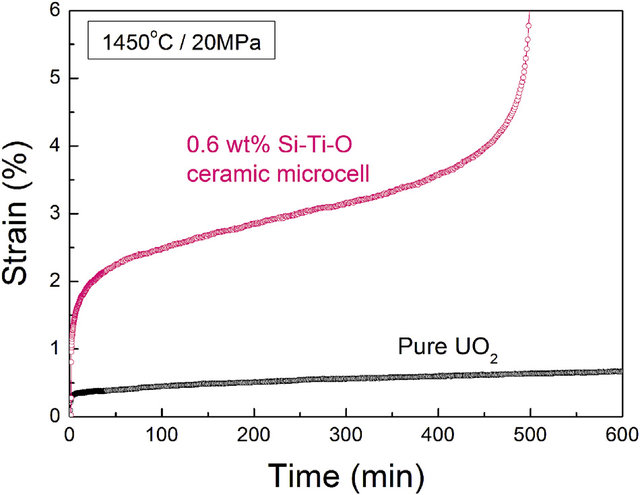 1450°C / 20MPa
6
5
4
3
2
1
0
Strain (%)
0.6 wt% Si-Ti-O
ceramic microcell
Pure UO₂
0 100 200 300 400 500 600
Time (min)